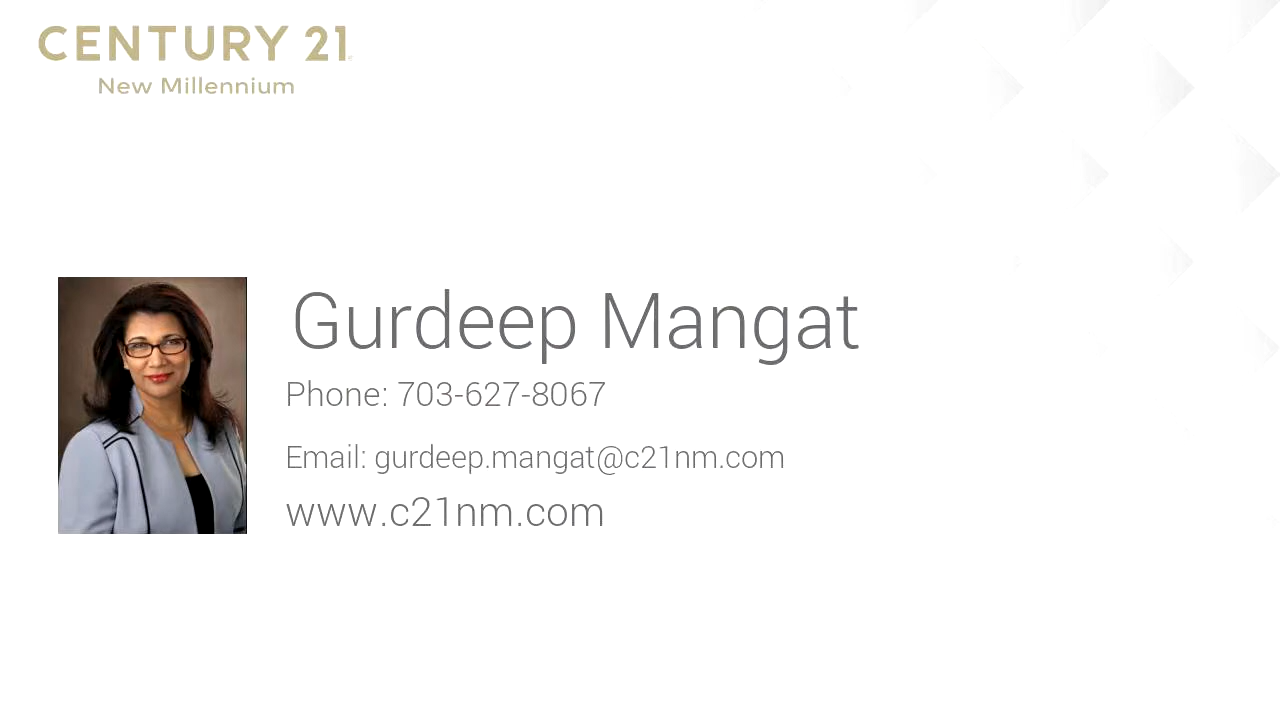 CENTURY 21
New Millennium
Gurdeep Mangat
Phone: 703-627-8067
Email: gurdeep.mangat@c21nm.com
www.c21nm.com